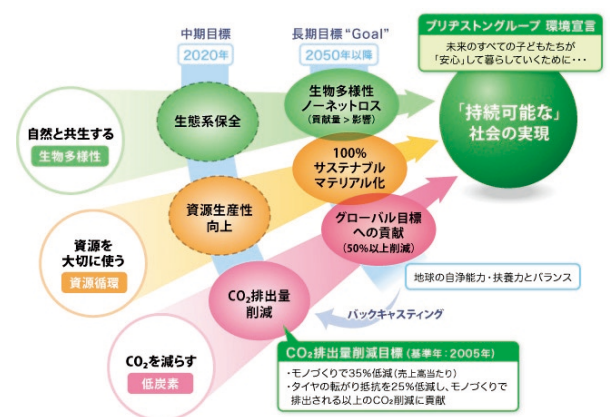 ブリヂストングループ 環境宣言
未来のすべての子どもたちが
「安心」して暮らしていくために･･･
中期目標
2020年
長期目標“Goal”
2050年以降
自然と共生する
生物多様性
生態系保全
生物多様性
ノーネットロス
(貢献量 > 影響)
「持続可能な」
社会の実現
資源を
大切に使う
資源循環
資源生産性
向上
100%
サステナブル
マテリアル化
CO₂を減らす
低炭素
CO₂排出量
削減
グローバル目標
への貢献
(50%以上削減)
地球の自浄能力・扶養力とバランス
バックキャスティング
CO₂排出量削減目標 (基準年：2005年)
・モノづくりで35%低減(売上高当たり)
・タイヤの転がり抵抗を25%低減し、モノづくりで
排出される以上のCO₂削減に貢献